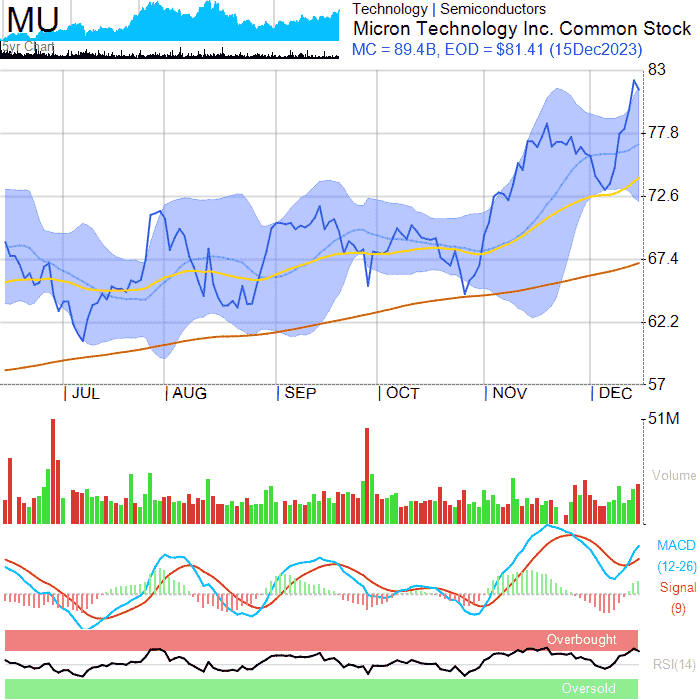 MU
5yr Chart
Technology | Semiconductors
Micron Technology Inc. Common Stock
MC = 89.4B, EOD = $81.41 (15Dec2023)
83
77.8
72.6
67.4
62.2
57
| JUL | AUG | SEP | OCT | NOV | DEC
51M
Volume
MACD
(12-26)
Signal
(9)
Overbought
RSI(14)
Oversold